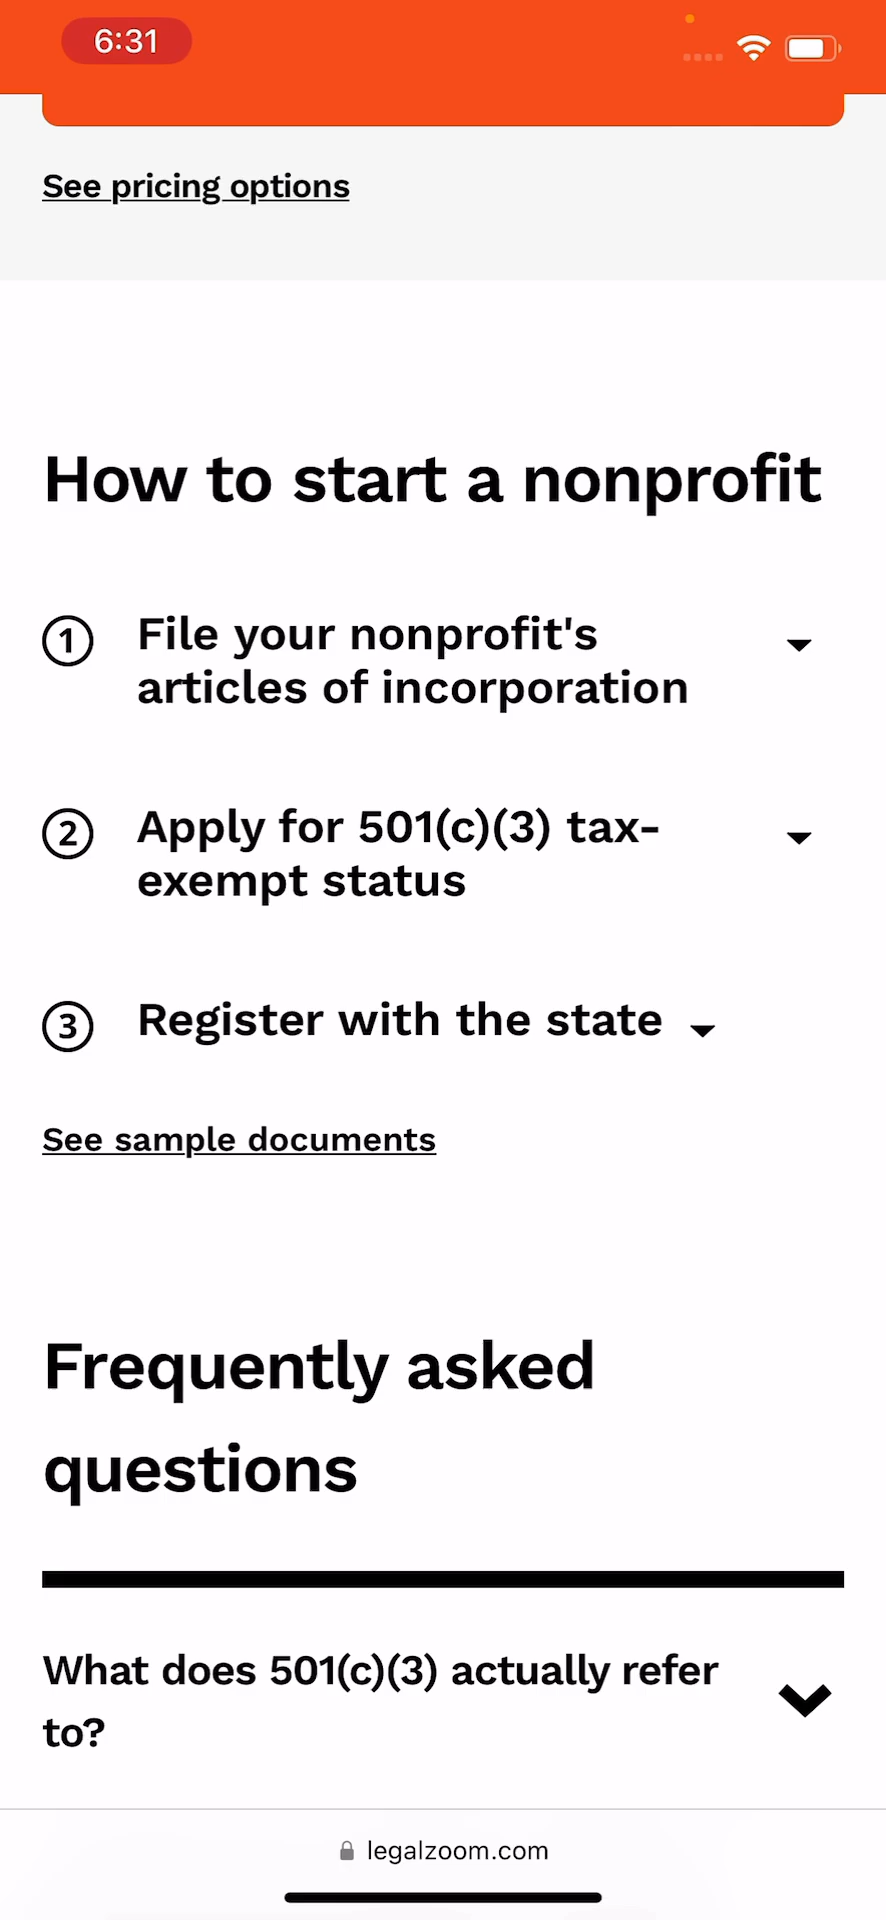 6:31
See pricing options
How to start a nonprofit
1 File your nonprofit's
articles of incorporation
2 Apply for 501(c)(3) tax-
exempt status
3 Register with the state
See sample documents
Frequently asked
questions
What does 501(c)(3) actually refer
to?
legalzoom.com